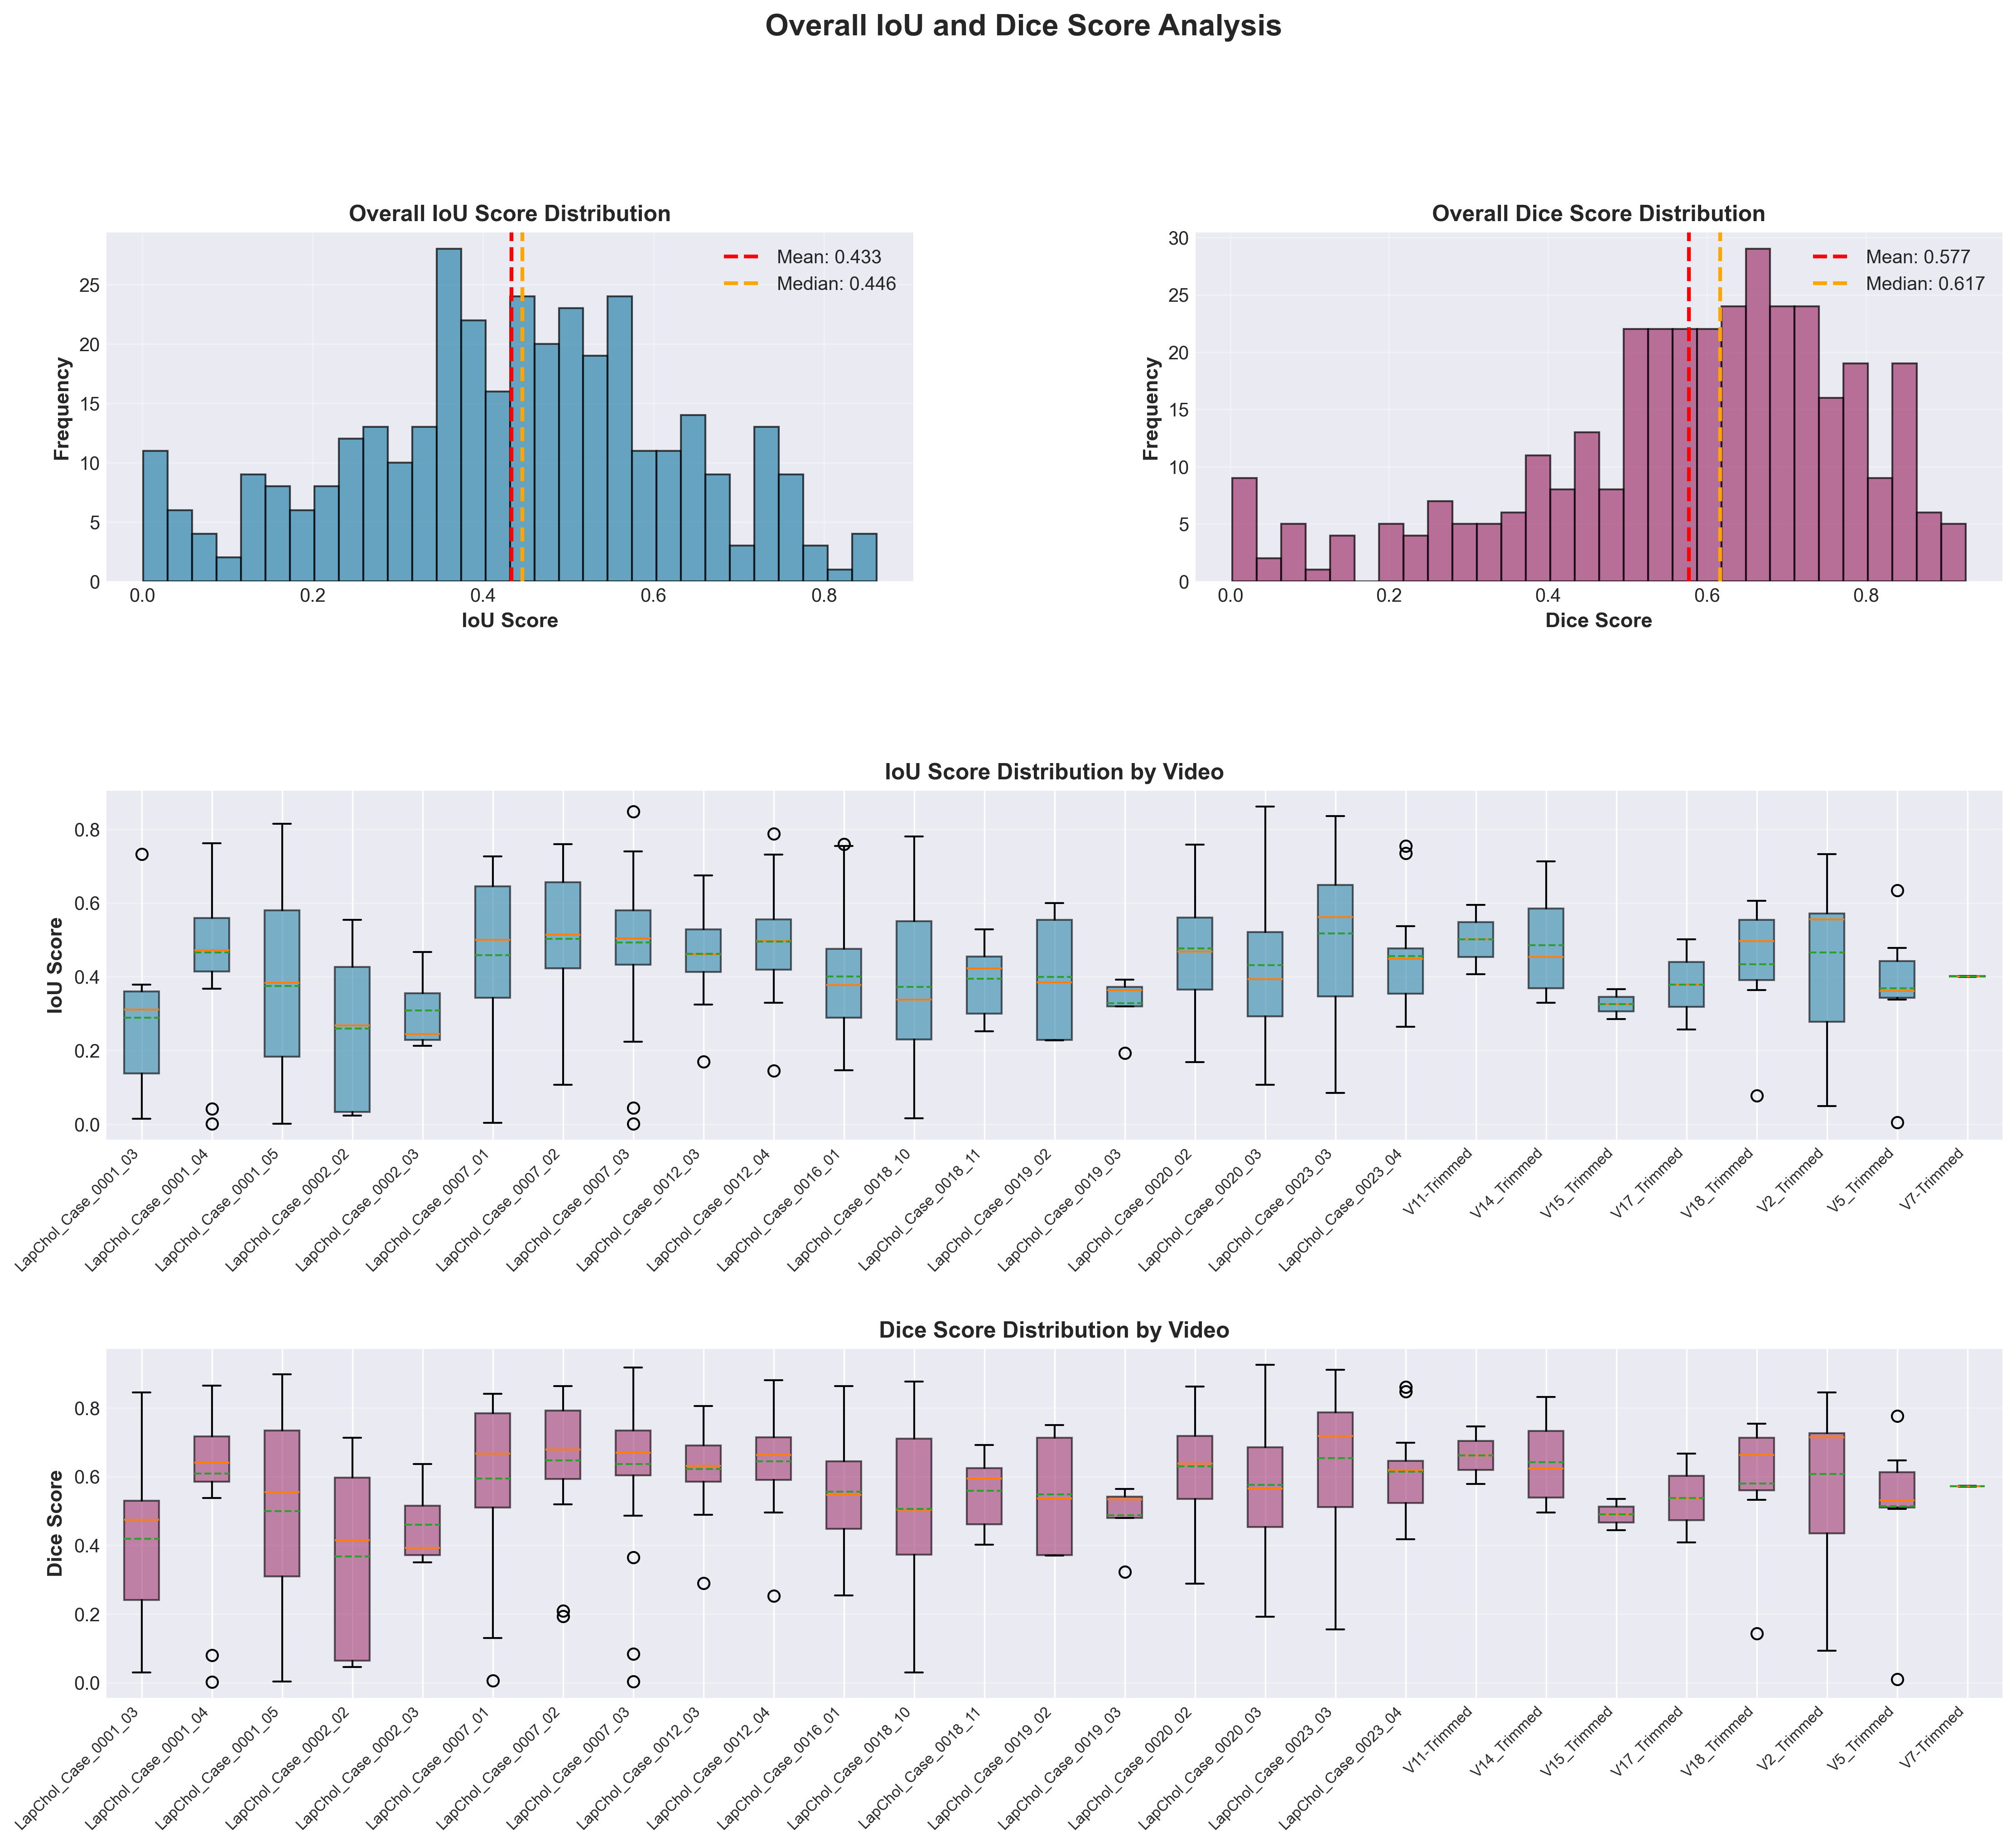 Overall IoU and Dice Score Analysis
Overall IoU Score Distribution
Frequency
25
20
15
10
5
0
Mean: 0.433
Median: 0.446
0.0 0.2 0.4 0.6 0.8
IoU Score
Overall Dice Score Distribution
Frequency
30
25
20
15
10
5
0
Mean: 0.577
Median: 0.617
0.0 0.2 0.4 0.6 0.8
Dice Score
IoU Score Distribution by Video
IoU Score
0.8
0.6
0.4
0.2
0.0
LapChol_Case_0001_03
LapChol_Case_0001_04
LapChol_Case_0001_05
LapChol_Case_0002_02
LapChol_Case_0002_03
LapChol_Case_0007_01
LapChol_Case_0007_02
LapChol_Case_0007_03
LapChol_Case_0012_03
LapChol_Case_0012_04
LapChol_Case_0016_01
LapChol_Case_0018_10
LapChol_Case_0018_11
LapChol_Case_0019_02
LapChol_Case_0019_03
LapChol_Case_0020_02
LapChol_Case_0020_03
LapChol_Case_0023_03
LapChol_Case_0023_04
V11-Trimmed
V14_Trimmed
V15_Trimmed
V17_Trimmed
V18_Trimmed
V2_Trimmed
V5_Trimmed
V7-Trimmed
Dice Score Distribution by Video
Dice Score
0.8
0.6
0.4
0.2
0.0
LapChol_Case_0001_03
LapChol_Case_0001_04
LapChol_Case_0001_05
LapChol_Case_0002_02
LapChol_Case_0002_03
LapChol_Case_0007_01
LapChol_Case_0007_02
LapChol_Case_0007_03
LapChol_Case_0012_03
LapChol_Case_0012_04
LapChol_Case_0016_01
LapChol_Case_0018_10
LapChol_Case_0018_11
LapChol_Case_0019_02
LapChol_Case_0019_03
LapChol_Case_0020_02
LapChol_Case_0020_03
LapChol_Case_0023_03
LapChol_Case_0023_04
V11-Trimmed
V14_Trimmed
V15_Trimmed
V17_Trimmed
V18_Trimmed
V2_Trimmed
V5_Trimmed
V7-Trimmed